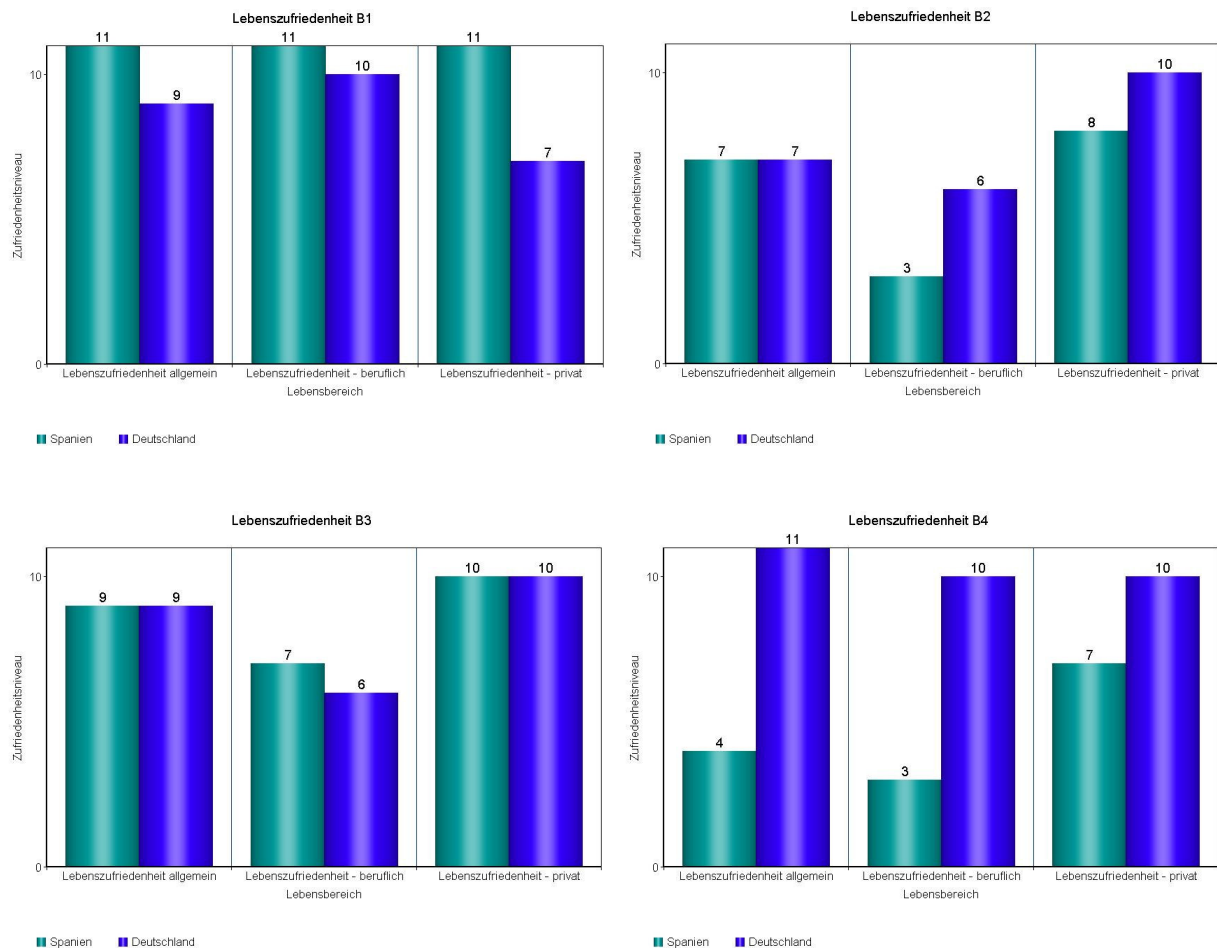 Lebenszufriedenheit B1
11
9
11
10
11
7
10
0
Zufriedenheitsniveau
Lebenszufriedenheit allgemein
Lebenszufriedenheit - beruflich
Lebenszufriedenheit - privat
Lebensbereich
Spanien
Deutschland
Lebenszufriedenheit B2
7
7
3
6
8
10
10
0
Zufriedenheitsniveau
Lebenszufriedenheit allgemein
Lebenszufriedenheit - beruflich
Lebenszufriedenheit - privat
Lebensbereich
Spanien
Deutschland
Lebenszufriedenheit B3
9
9
7
6
10
10
10
0
Zufriedenheitsniveau
Lebenszufriedenheit allgemein
Lebenszufriedenheit - beruflich
Lebenszufriedenheit - privat
Lebensbereich
Spanien
Deutschland
Lebenszufriedenheit B4
4
11
3
10
7
10
10
0
Zufriedenheitsniveau
Lebenszufriedenheit allgemein
Lebenszufriedenheit - beruflich
Lebenszufriedenheit - privat
Lebensbereich
Spanien
Deutschland